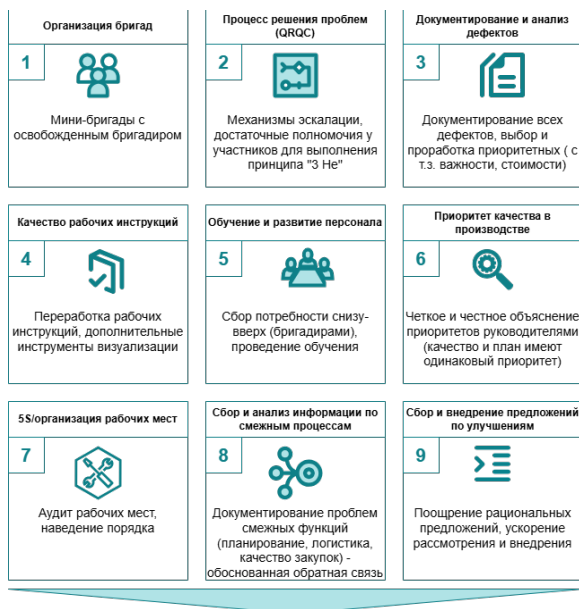 Организация бригад
1
Мини-бригады с
освобожденным бригадиром
Процесс решения проблем
(QRQC)
2
Механизмы эскалации,
достаточные полномочия у
участников для выполнения
принципа "3 Не"
Документирование и анализ
дефектов
3
Документирование всех
дефектов, выбор и
проработка приоритетных ( с
т.з. важности, стоимости)
Качество рабочих инструкций
4
Переработка рабочих
инструкций, дополнительные
инструменты визуализации
Обучение и развитие персонала
5
Сбор потребности снизу-
вверх (бригадирами),
проведение обучения
Приоритет качества в
производстве
6
Четкое и честное объяснение
приоритетов руководителями
(качество и план имеют
одинаковый приоритет)
5S/организация рабочих мест
7
Аудит рабочих мест,
наведение порядка
Сбор и анализ информации по
смежным процессам
8
Документирование проблем
смежных функций
(планирование, логистика,
качество закупок) -
обоснованная обратная связь
Сбор и внедрение предложений
по улучшениям
9
Поощрение рациональных
предложений, ускорение
рассмотрения и внедрения